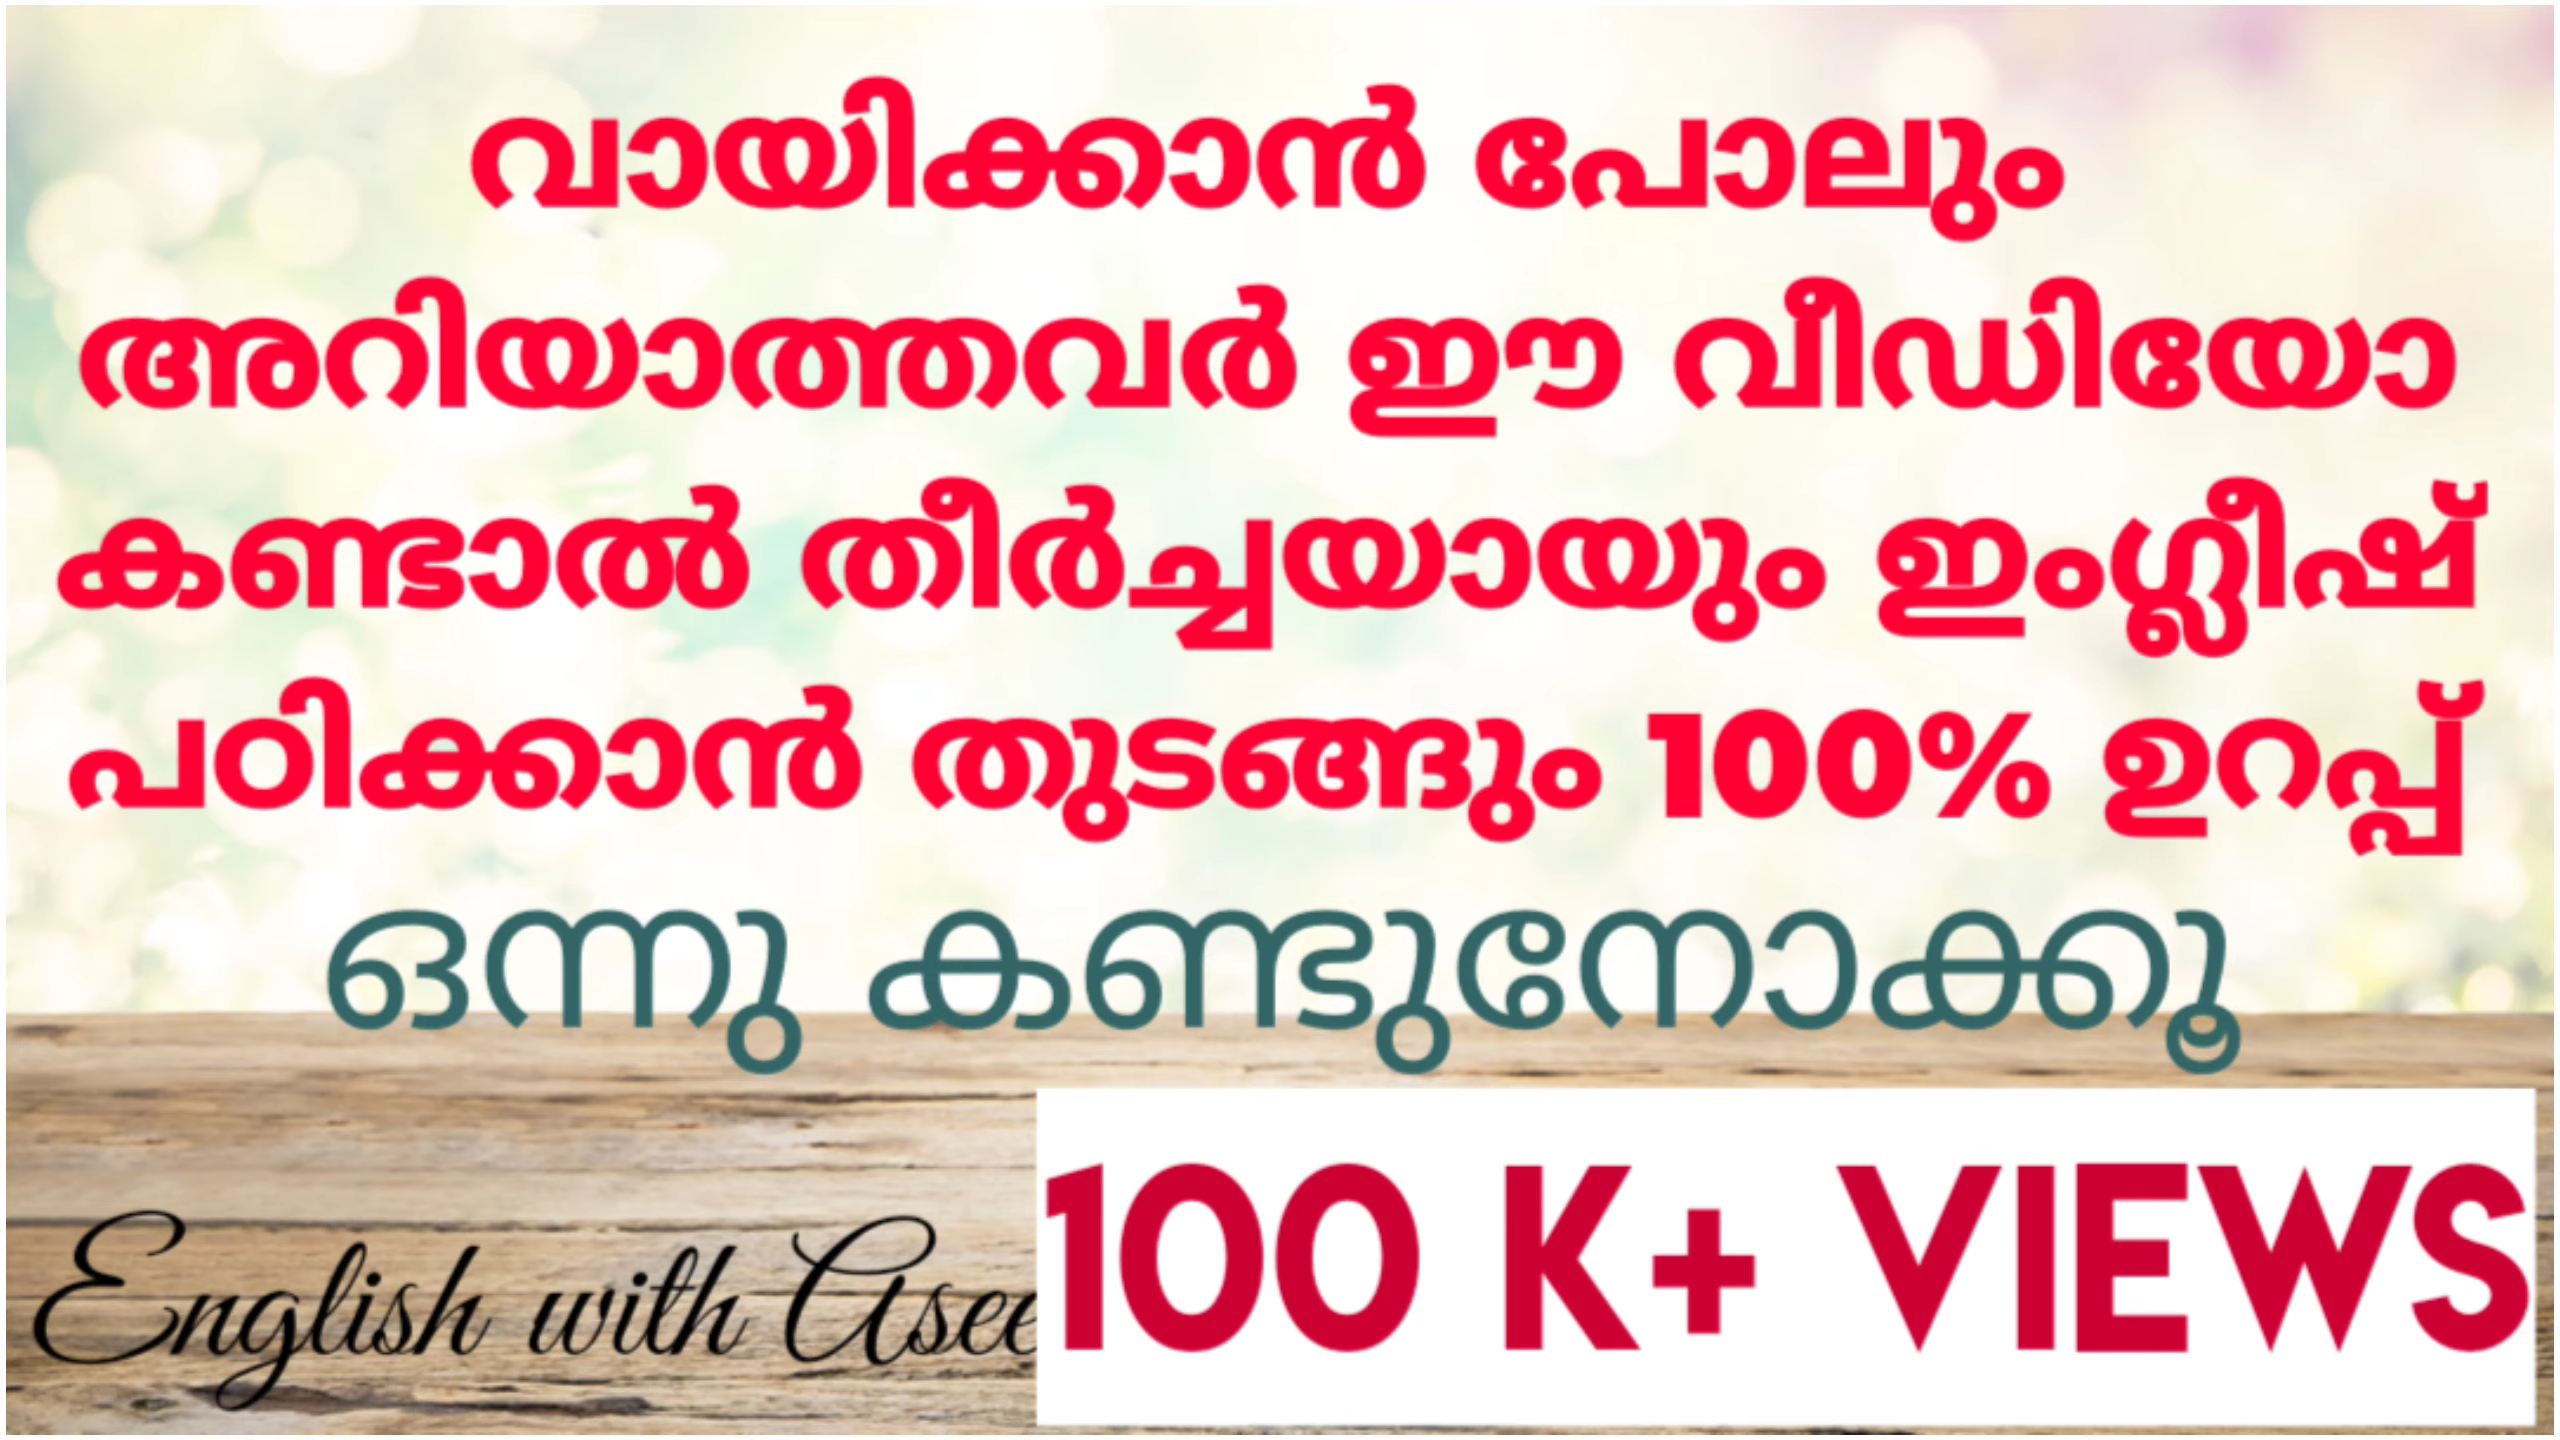 വായിക്കാൻ പോലും
അറിയാത്തവർ ഈ വീഡിയോ
കണ്ടാൽ തീർച്ചയായും ഇംഗ്ലീഷ്
പഠിക്കാൻ തുടങ്ങും 100% ഉറപ്പ്
ഒന്നു കണ്ടുനോക്കൂ
English with
100 K+ VIEWS